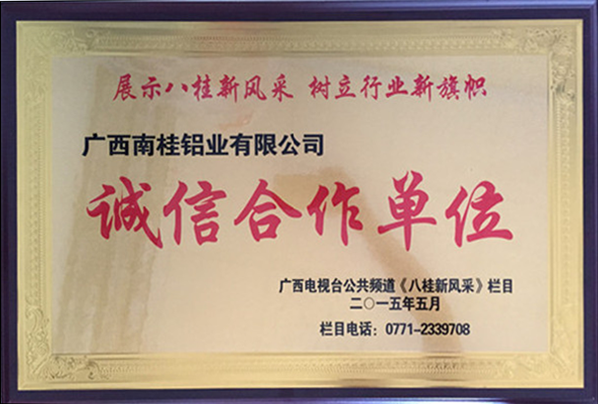 展示八桂新风采 树立行业新旗帜
广西南桂铝业有限公司
诚信合作单位
广西电视台公共频道《八桂新风采》栏目
二〇一五年五月
栏目电话：0771-2339708